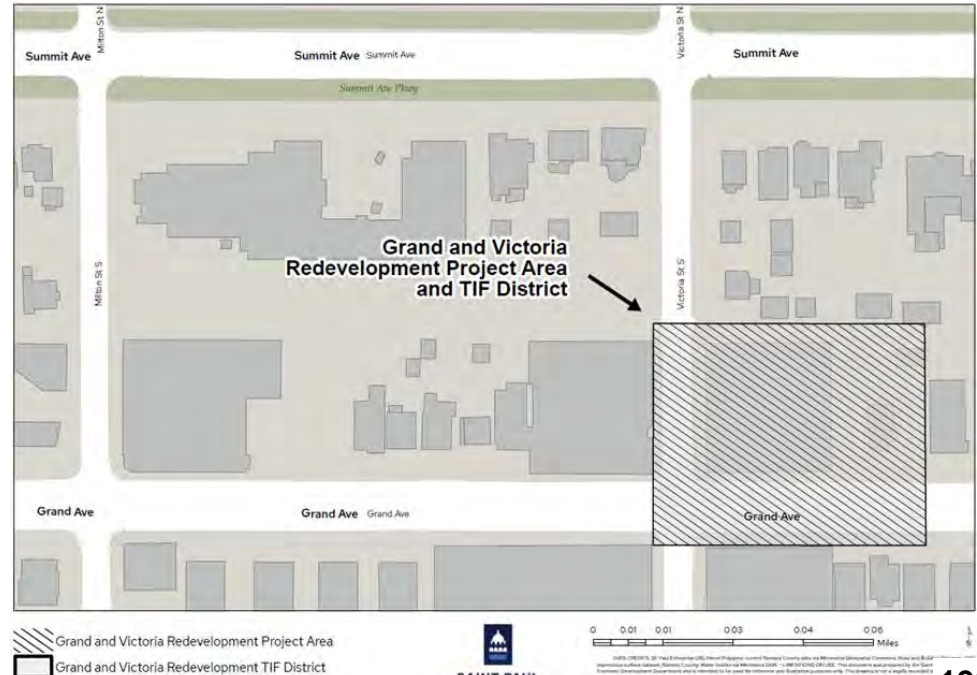 Milton St N
Victoria St N
Summit Ave
Summit Ave Summit Ave
Summit Ave
Summit Ave Pkwy
Grand and Victoria
Redevelopment Project Area
and TIF District
Milton St S
Victoria St S
Grand Ave
Grand Ave Grand Ave
Grand Ave
Grand and Victoria Redevelopment Project Area
Grand and Victoria Redevelopment TIF District
SAINT PAUL
0 0.01 0.01 0.03 0.04 0.06
Miles